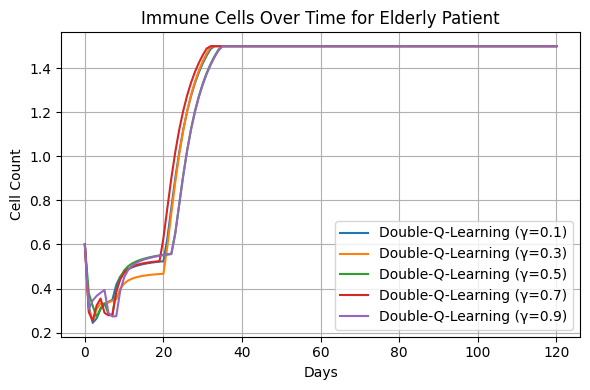 Immune Cells Over Time for Elderly Patient
Cell Count
1.4
1.2
1.0
0.8
0.6
0.4
0.2
Double-Q-Learning (γ=0.1)
Double-Q-Learning (γ=0.3)
Double-Q-Learning (γ=0.5)
Double-Q-Learning (γ=0.7)
Double-Q-Learning (γ=0.9)
0 20 40 60 80 100 120
Days